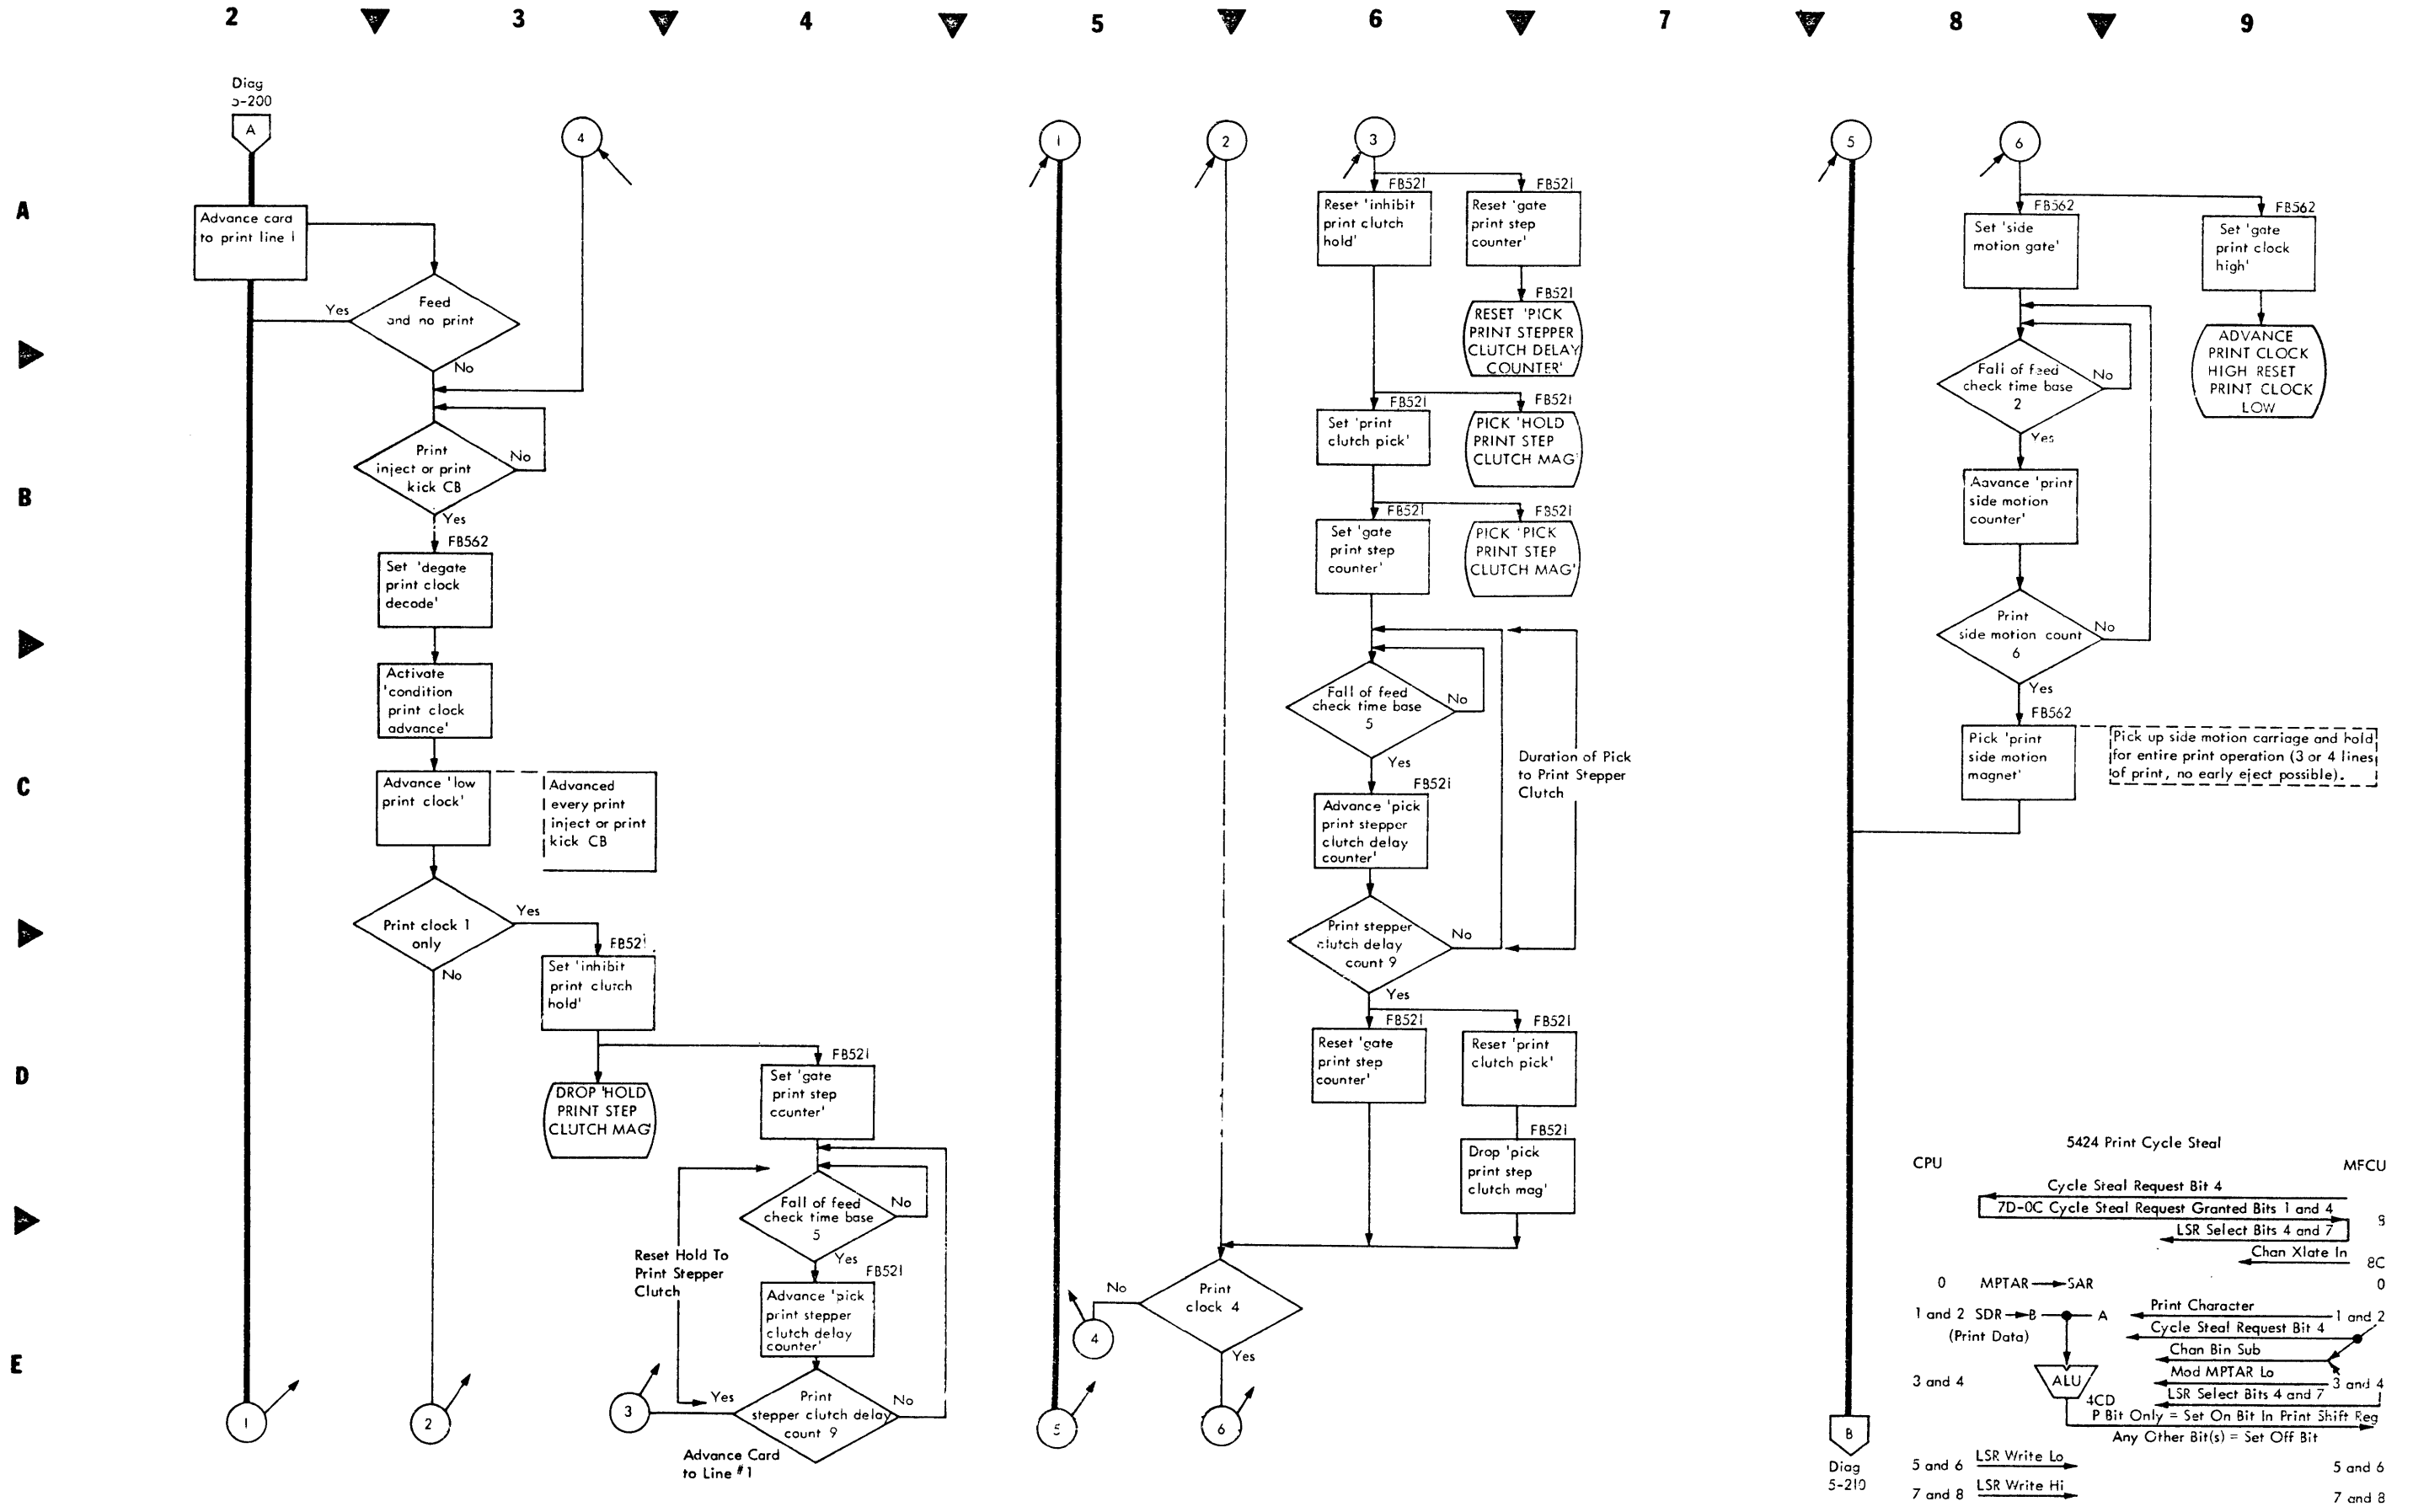 2 3 4 5 6 7 8 9
A
B
C
D
E
Diag
5-200
A
Advance card
to print line 1
Feed
and no print
Yes
No
4
Print
inject or print
kick CB
No
Yes
FB562
Set 'degate
print clock
decode'
Activate
'condition
print clock
advance'
Advance 'low
print clock'
Advanced
every print
inject or print
kick CB
Print clock 1
only
Yes
No
FB521
Set 'inhibit
print clutch
hold'
DROP 'HOLD
PRINT STEP
CLUTCH MAG'
FB521
Set 'gate
print step
counter'
Fall of feed
check time base
5
No
Yes
Reset Hold To
Print Stepper
Clutch
FB521
Advance 'pick
print stepper
clutch delay
counter'
Print
stepper clutch delay
count 9
Yes
No
3
Advance Card
to Line #1
1
2
1
2
3
FB521
Reset 'inhibit
print clutch
hold'
FB521
Reset 'gate
print step
counter'
FB521
RESET 'PICK
PRINT STEPPER
CLUTCH DELAY
COUNTER'
FB521
Set 'print
clutch pick'
FB521
PICK 'HOLD
PRINT STEP
CLUTCH MAG'
FB521
Set 'gate
print step
counter'
FB521
PICK 'PICK
PRINT STEP
CLUTCH MAG'
Fall of feed
check time base
5
No
Yes
Duration of Pick
to Print Stepper
Clutch
FB521
Advance 'pick
print stepper
clutch delay
counter'
Print stepper
clutch delay
count 9
No
Yes
FB521
Reset 'gate
print step
counter'
FB521
Reset 'print
clutch pick'
FB521
Drop 'pick
print step
clutch mag'
Print
clock 4
No
Yes
4
5
6
5
6
FB562
Set 'side
motion gate'
FB562
Set 'gate
print clock
high'
ADVANCE
PRINT CLOCK
HIGH RESET
PRINT CLOCK
LOW
Fall of feed
check time base
2
No
Yes
Advance 'print
side motion
counter'
Print
side motion count
6
No
Yes
FB562
Pick 'print
side motion
magnet'
Pick up side motion carriage and hold
for entire print operation (3 or 4 lines
of print, no early eject possible).
B
Diag
5-210
5424 Print Cycle Steal
CPU MFCU
Cycle Steal Request Bit 4
7D-0C Cycle Steal Request Granted Bits 1 and 4
LSR Select Bits 4 and 7
Chan Xlate In
8C
0 MPTAR SAR 0
1 and 2 SDR B A Print Character 1 and 2
(Print Data) Cycle Steal Request Bit 4
Chan Bin Sub
Mod MPTAR Lo
3 and 4 ALU 3 and 4
LSR Select Bits 4 and 7
4CD
P Bit Only = Set On Bit In Print Shift Reg
Any Other Bit(s) = Set Off Bit
5 and 6 LSR Write Lo 5 and 6
7 and 8 LSR Write Hi 7 and 8